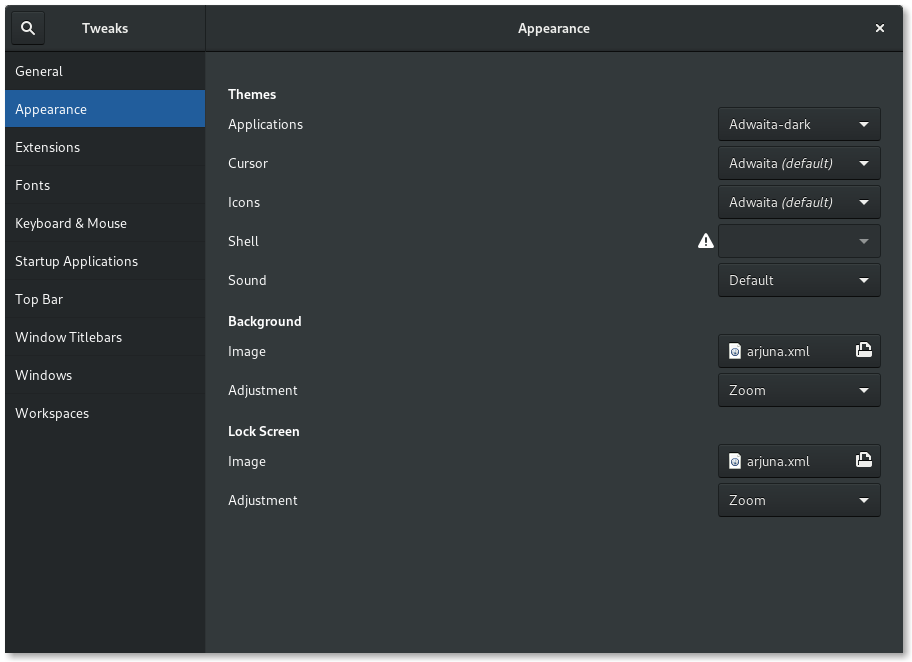 Tweaks
Appearance
General
Appearance
Extensions
Fonts
Keyboard & Mouse
Startup Applications
Top Bar
Window Titlebars
Windows
Workspaces
Themes
Applications Adwaita-dark
Cursor Adwaita (default)
Icons Adwaita (default)
Shell
Sound Default
Background
Image arjuna.xml
Adjustment Zoom
Lock Screen
Image arjuna.xml
Adjustment Zoom